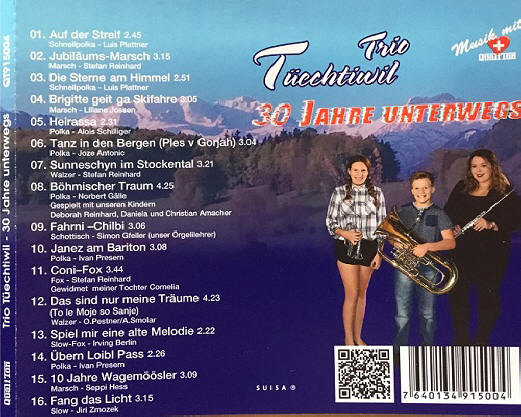 Trio Tüechtiwil - 30 Jahre unterwegs QT915004
01. Auf der Streif 2.45
Schnellpolka - Luis Plattner
02. Jubiläums-Marsch 3.15
Marsch - Stefan Reinhard
03. Die Sterne am Himmel 2.51
Schnellpolka - Luis Plattner
04. Brigitte geit ga Skifahre 3.05
Marsch - Liliane Jossen
05. Heirassa 2.31
Polka - Alois Schilliger
06. Tanz in den Bergen (Ples v Gorjah) 3.04
Polka - Joze Antonic
07. Sunneschyn im Stockental 3.21
Walzer - Stefan Reinhard
08. Böhmischer Traum 4.25
Polka - Norbert Gälle
Gespielt mit unseren Kindern
Deborah Reinhard, Daniela und Christian Amacher
09. Fahrni –Chilbi 3.06
Schottisch - Simon Gfeller (unser Örgelilehrer)
10. Janez am Bariton 3.08
Polka – Ivan Presern
11. Coni–Fox 3.44
Fox - Stefan Reinhard
Gewidmet meiner Tochter Cornelia
12. Das sind nur meine Träume 4.23
(To le Moje so Sanje)
Walzer - O.Pestner/A.Smolar
13. Spiel mir eine alte Melodie 2.22
Slow-Fox - Irving Berlin
14. Übern Loibl Pass 2.26
Polka – Ivan Presern
15. 10 Jahre Wagemöösler 3.09
Marsch - Seppi Hess
16. Fang das Licht 3.15
Slow - Jiri Zmozek
Trio
Tüechtiwil
30 Jahre unterwegs
Musik mit
SUISA ®
7 640134 915004